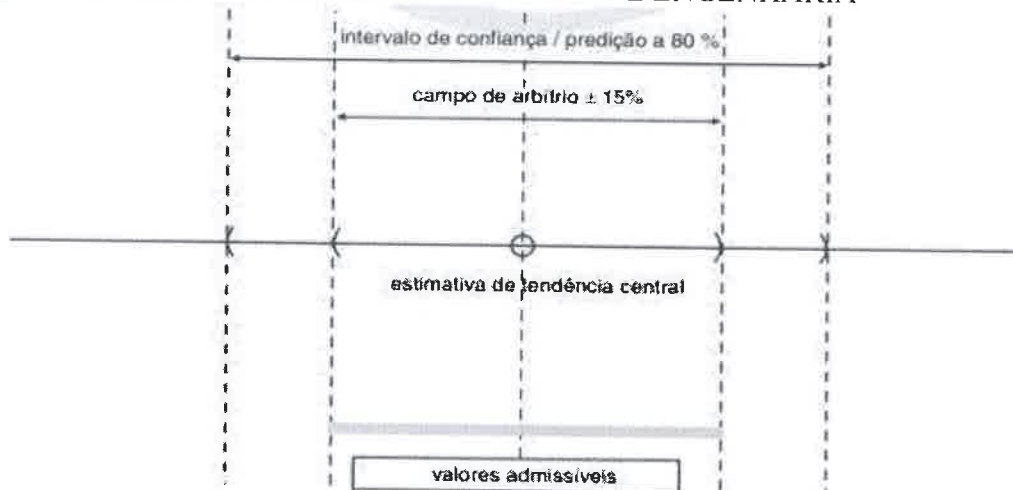 intervalo de confiança / predição a 80 %
campo de arbítrio ± 15%
estimativa de tendência central
valores admissíveis